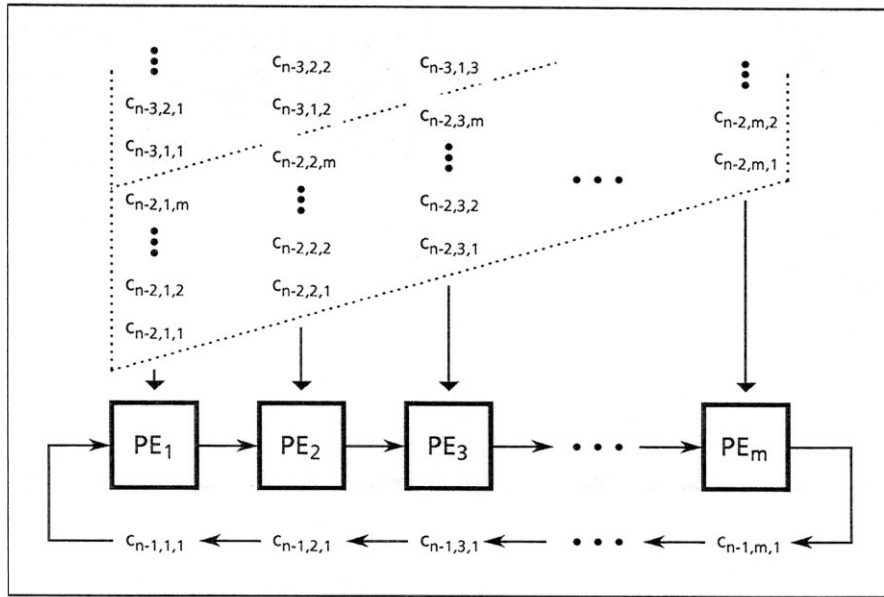 c_{n-3,2,2} c_{n-3,1,3}
c_{n-3,2,1} c_{n-3,1,2} c_{n-2,3,m} c_{n-2,m,2}
c_{n-3,1,1} c_{n-2,2,m} c_{n-2,m,1}
c_{n-2,1,m} c_{n-2,3,2}
c_{n-2,2,2} c_{n-2,3,1}
c_{n-2,1,2} c_{n-2,2,1}
c_{n-2,1,1}
PE_1 PE_2 PE_3 PE_m
c_{n-1,1,1} c_{n-1,2,1} c_{n-1,3,1} c_{n-1,m,1}